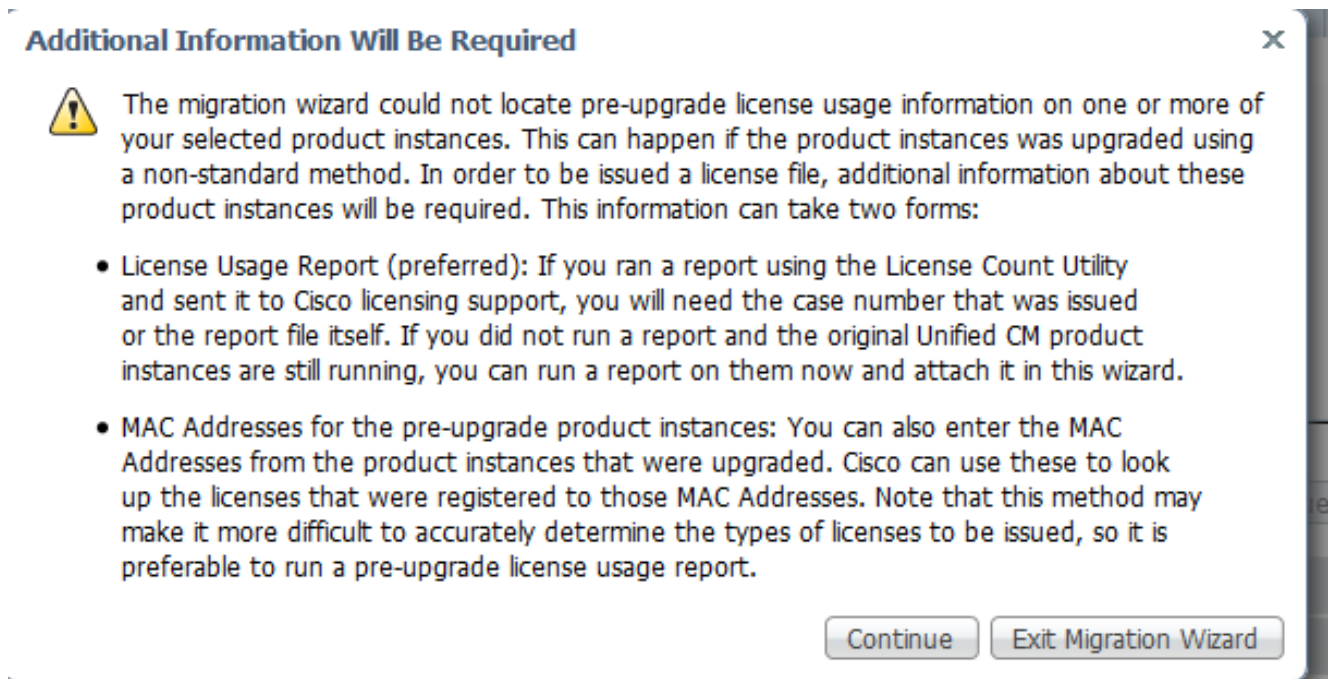 Additional Information Will Be Required
The migration wizard could not locate pre-upgrade license usage information on one or more of
your selected product instances. This can happen if the product instances was upgraded using
a non-standard method. In order to be issued a license file, additional information about these
product instances will be required. This information can take two forms:
• License Usage Report (preferred): If you ran a report using the License Count Utility
and sent it to Cisco licensing support, you will need the case number that was issued
or the report file itself. If you did not run a report and the original Unified CM product
instances are still running, you can run a report on them now and attach it in this wizard.
• MAC Addresses for the pre-upgrade product instances: You can also enter the MAC
Addresses from the product instances that were upgraded. Cisco can use these to look
up the licenses that were registered to those MAC Addresses. Note that this method may
make it more difficult to accurately determine the types of licenses to be issued, so it is
preferable to run a pre-upgrade license usage report.
Continue Exit Migration Wizard